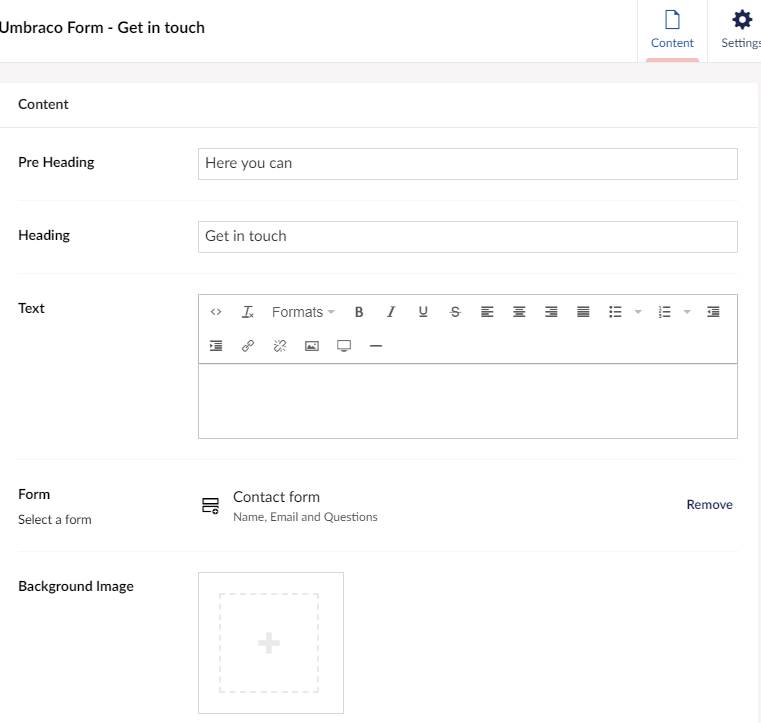 Umbraco Form - Get in touch
Content
Settings
Content
Pre Heading
Here you can
Heading
Get in touch
Text
Formats
Form
Select a form
Contact form
Name, Email and Questions
Remove
Background Image